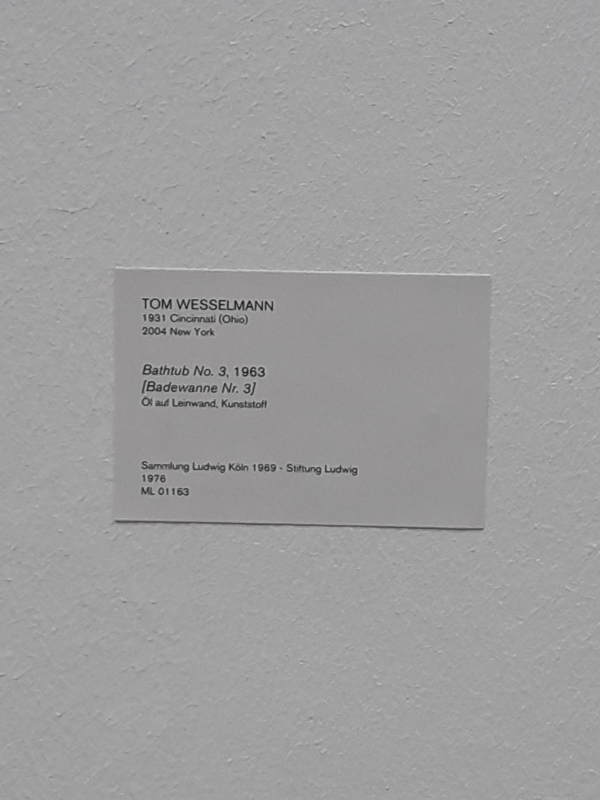 TOM WESSELMANN
1931 Cincinnati (Ohio)
2004 New York
Bathtub No. 3, 1963
[Badewanne Nr. 3]
Öl auf Leinwand, Kunststoff
Sammlung Ludwig Köln 1969 - Stiftung Ludwig
1976
ML 01163